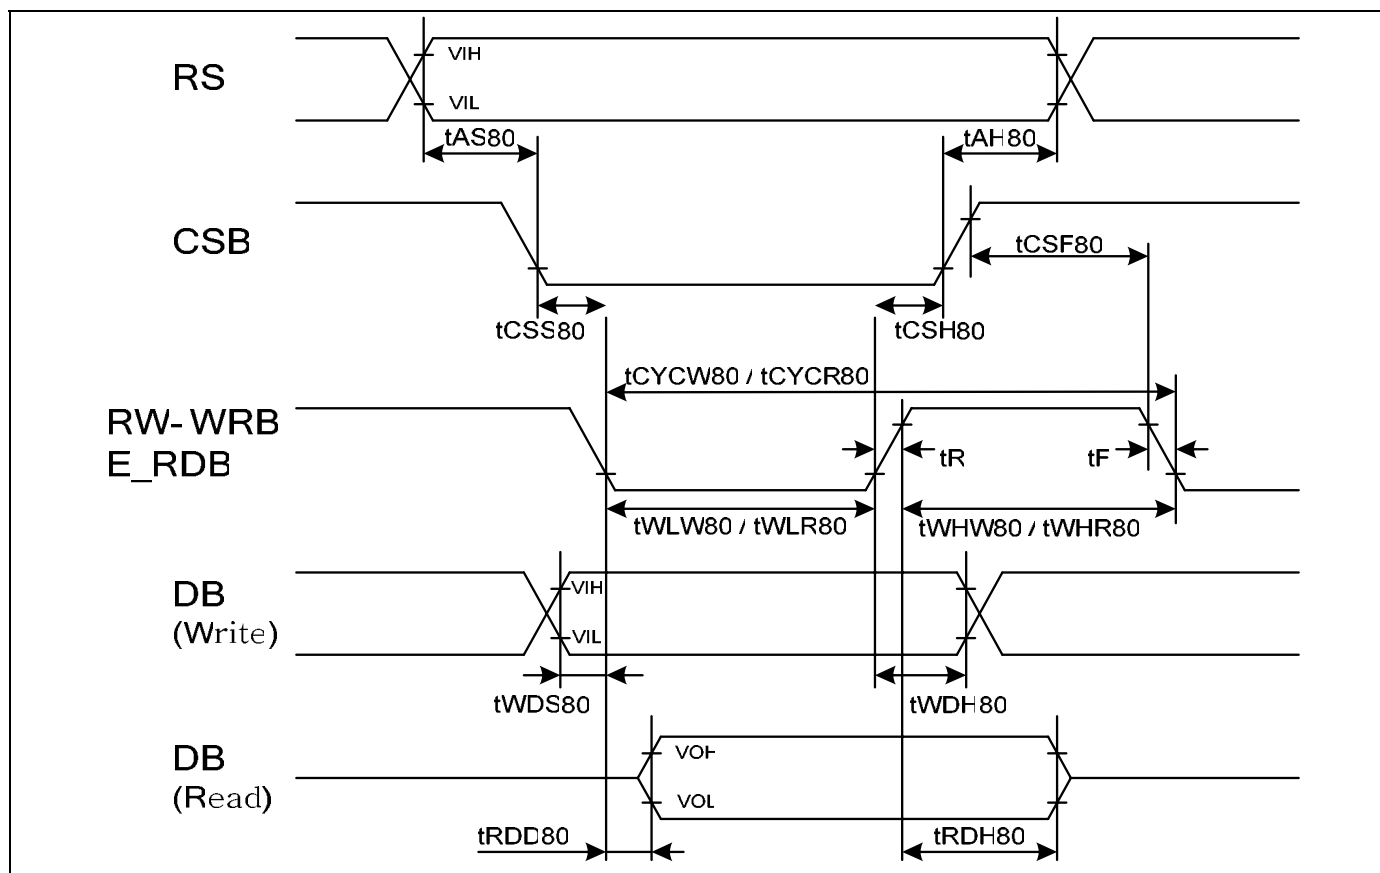 RS
VIH
VIL
tAS80
tAH80
CSB
tCSF80
tCSS80
tCSH80
tCYCW80 / tCYCR80
RW-WRB
E_RDB
tR
tF
tWLW80 / tWLR80
tWHW80 / tWHR80
DB
(Write)
VIH
VIL
tWDS80
tWDH80
DB
(Read)
VOH
VOL
tRDD80
tRDH80